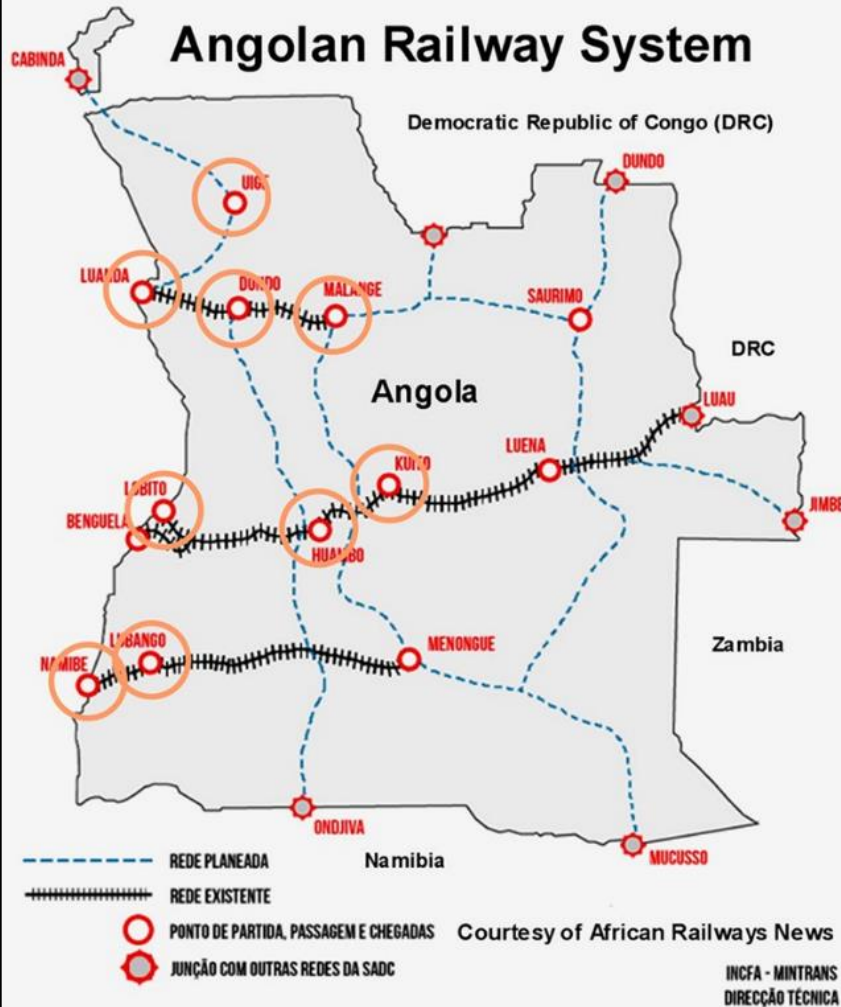 Angolan Railway System
CABINDA
Democratic Republic of Congo (DRC)
DUNDO
UIGE
LUANDA
DONDO
MALANGE
SAURIMO
DRC
Angola
LUAU
LUENA
KUITO
LOBITO
BENGUELA
JIMBE
HUAMBO
LUBANGO
NAMIBE
MENONGUE
Zambia
ONDJIVA
MUCUSSO
Namibia
REDE PLANEADA
REDE EXISTENTE
PONTO DE PARTIDA, PASSAGEM E CHEGADAS
Courtesy of African Railways News
JUNÇÃO COM OUTRAS REDES DA SADC
INCFA - MINTRANS
DIRECÇÃO TÉCNICA